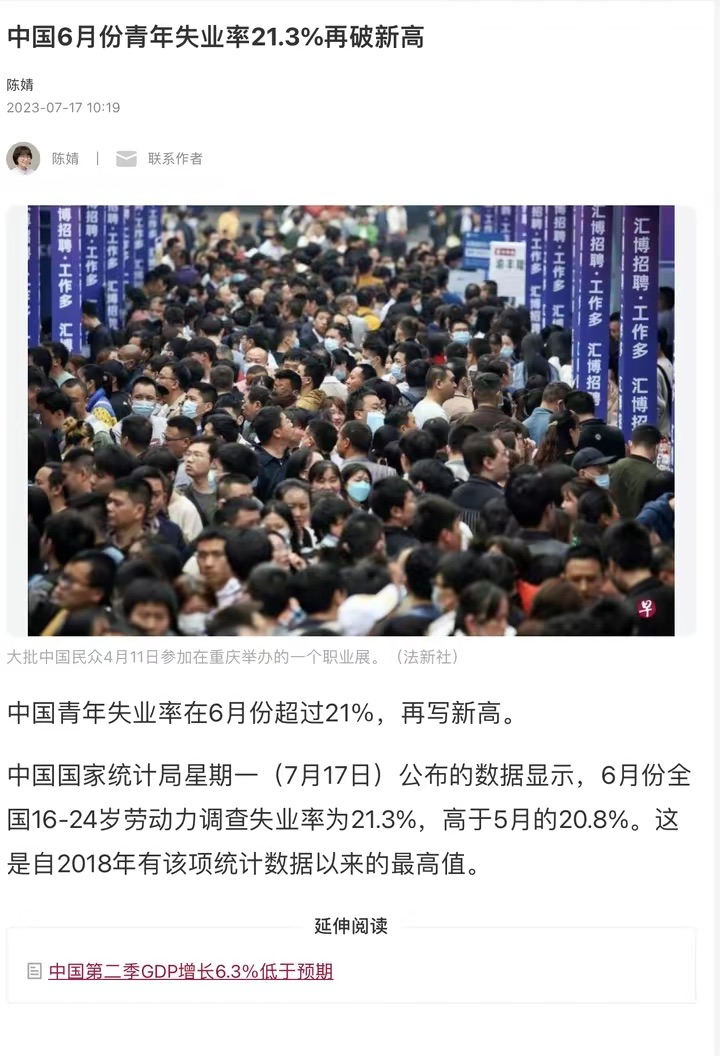 中国6月份青年失业率21.3%再破新高
陈婧
2023-07-17 10:19
陈婧 | 联系作者
汇博招聘·工作多 汇
博招聘·工作多
汇博招聘·工作多 汇博招
汇博招聘·工作多 汇博招聘
早
大批中国民众4月11日参加在重庆举办的一个职业展。（法新社）
中国青年失业率在6月份超过21%，再写新高。
中国国家统计局星期一（7月17日）公布的数据显示，6月份全
国16-24岁劳动力调查失业率为21.3%，高于5月的20.8%。这
是自2018年有该项统计数据以来的最高值。
延伸阅读
中国第二季GDP增长6.3%低于预期